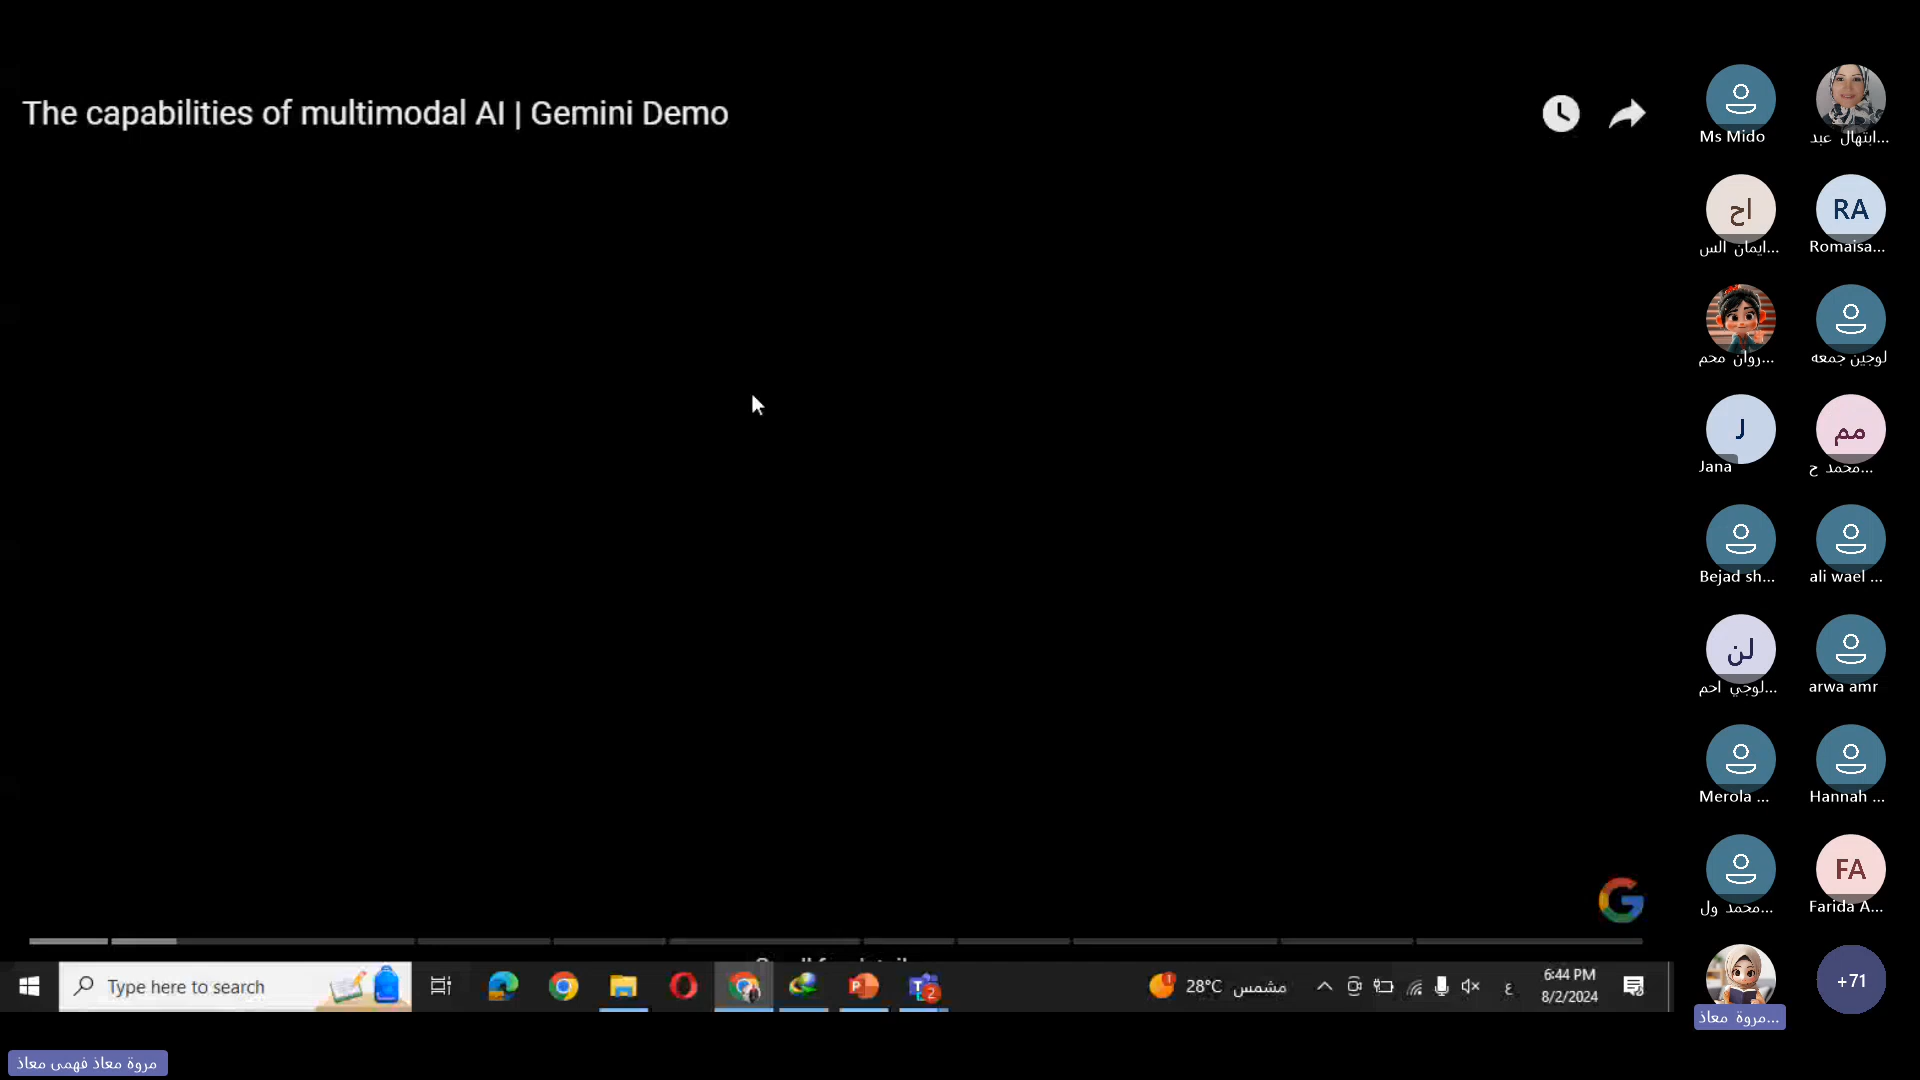 The capabilities of multimodal AI | Gemini Demo
Ms Mido
ابتهال عبد...
اح
ايمان الس...
RA
Romaisa...
روان محم...
لوجين جمعه
J
Jana
مم
محمد ح...
Bejad sh...
ali wael ...
لن
لوجي احم...
arwa amr
Merola ...
Hannah ...
محمد ول...
FA
Farida A...
مروة معاذ...
+71
Type here to search
P
T
2
1
28°C مشمس
ع
6:44 PM
8/2/2024
مروة معاذ فهمى معاذ